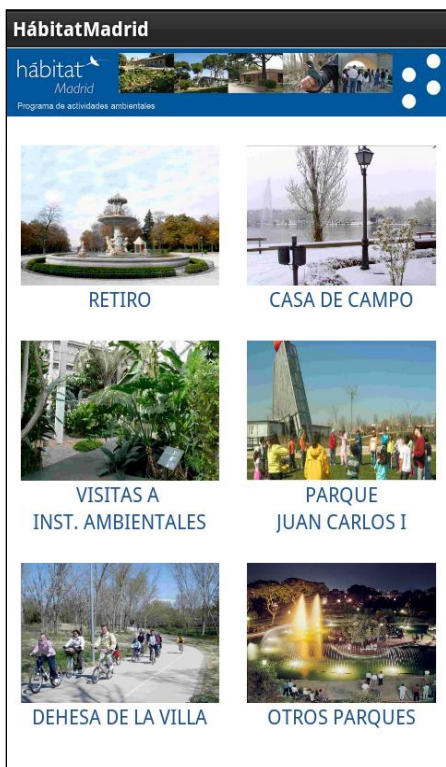 HábitatMadrid
hábitat
Madrid
Programa de actividades ambientales
RETIRO
CASA DE CAMPO
VISITAS A
INST. AMBIENTALES
PARQUE
JUAN CARLOS I
DEHESA DE LA VILLA
OTROS PARQUES